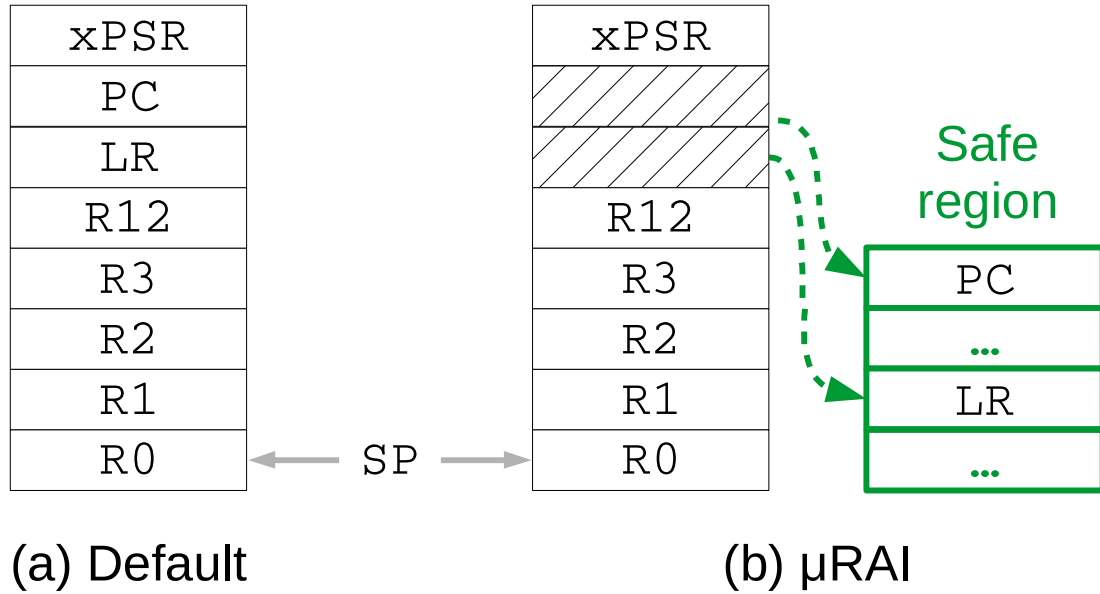 xPSR
PC
LR
R12
R3
R2
R1
R0
SP
xPSR
R12
R3
R2
R1
R0
Safe
region
PC
...
LR
...
(a) Default
(b) μRAI